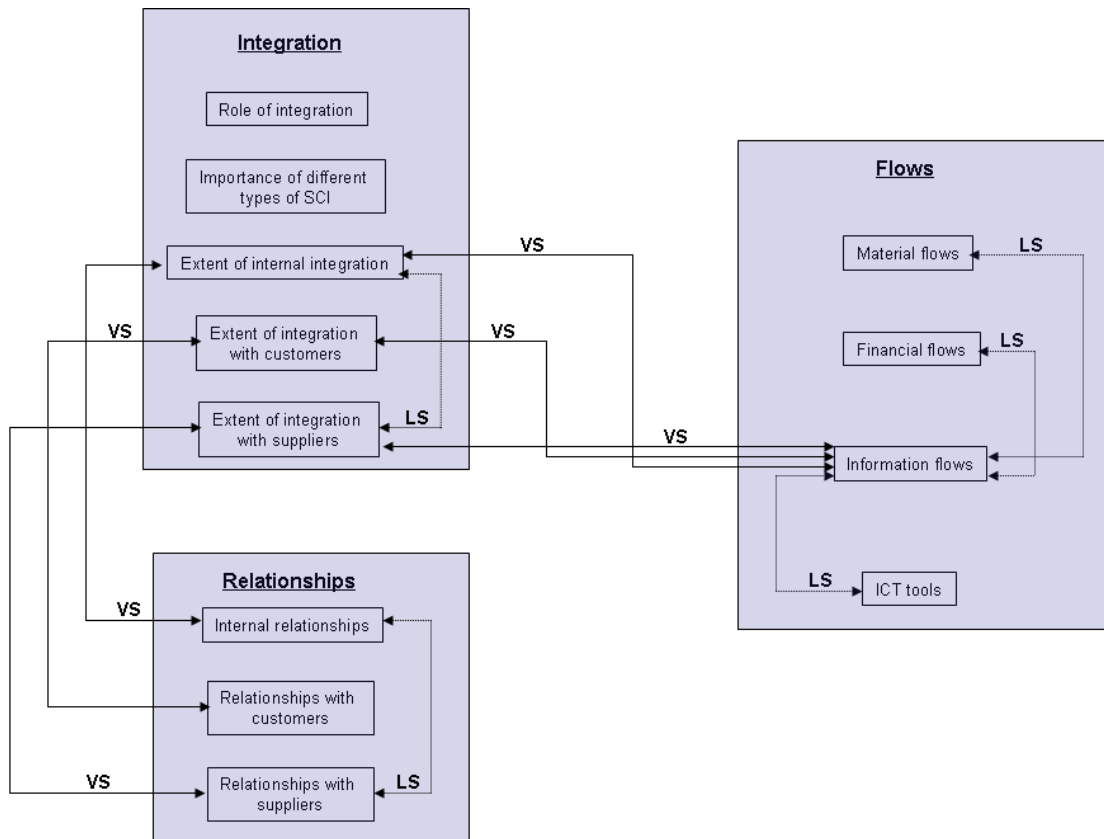 Integration
Role of integration
Importance of different
types of SCI
Extent of internal integration
Extent of integration
with customers
Extent of integration
with suppliers
LS
VS
VS
VS
VS
Flows
Material flows
LS
Financial flows
LS
Information flows
LS
ICT tools
Relationships
VS
Internal relationships
Relationships with
customers
VS
Relationships with
suppliers
LS